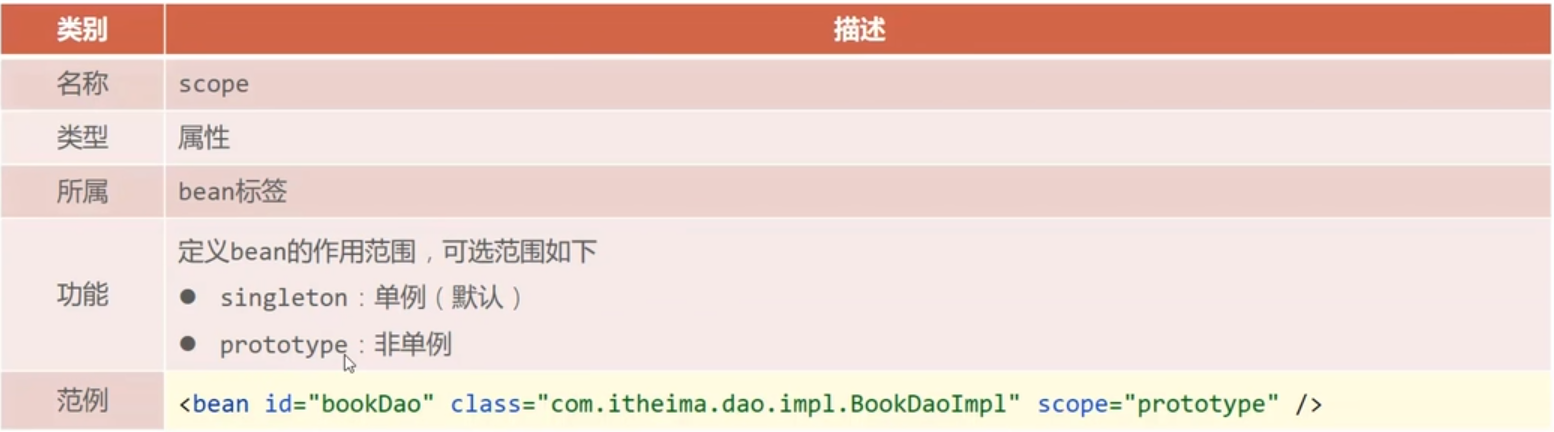 类别 描述
名称 scope
类型 属性
所属 bean标签
功能 定义bean的作用范围，可选范围如下
● singleton：单例（默认）
● prototype：非单例
范例 <bean id="bookDao" class="com.itheima.dao.impl.BookDaoImpl" scope="prototype" />